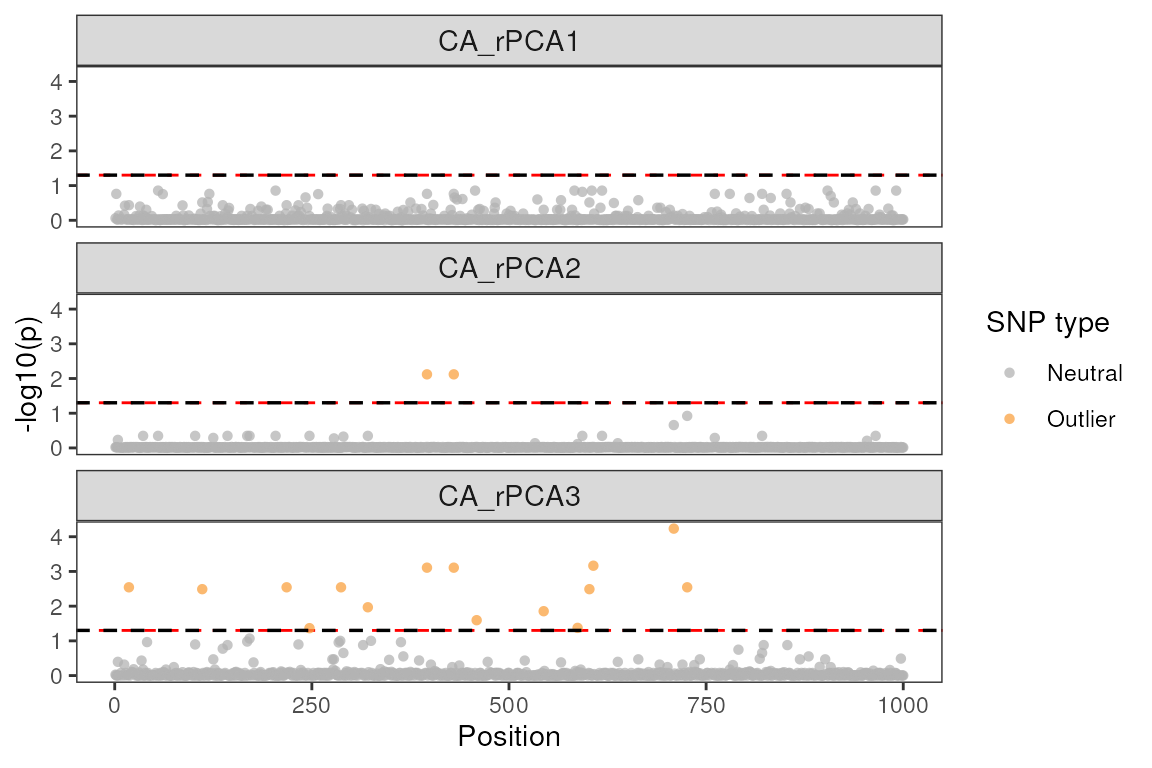 CA_rPCA1
4
3
2
1
0
CA_rPCA2
4
3
2
1
0
-log10(p)
CA_rPCA3
4
3
2
1
0
0 250 500 750 1000
Position
SNP type
Neutral
Outlier